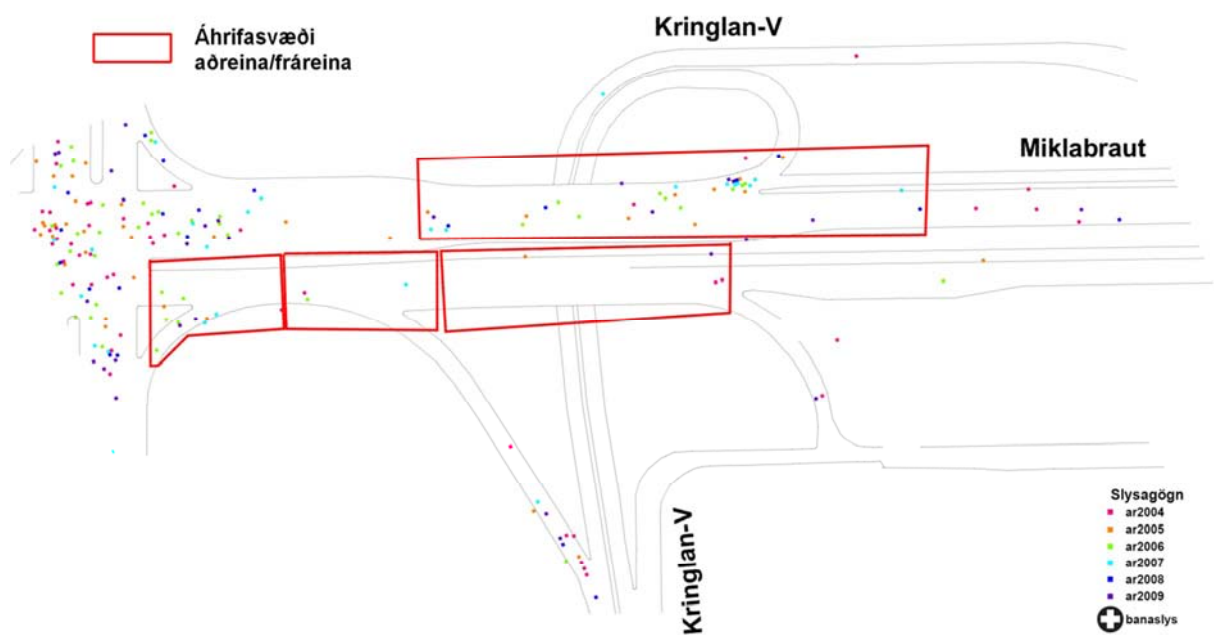 Kringlan-V
Áhrifasvæði
aðreina/fráreina
Miklabraut
Kringlan-V
Slysagögn
ar2004
ar2005
ar2006
ar2007
ar2008
ar2009
banaslys